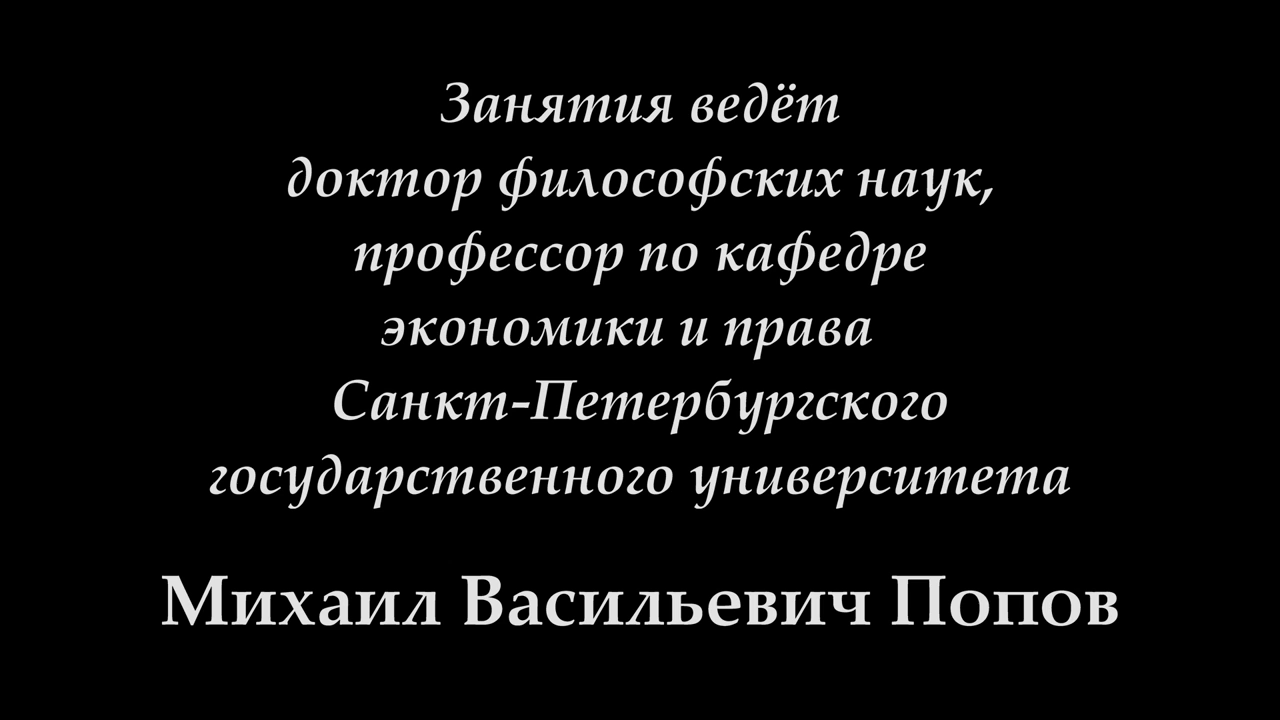 Занятия ведёт
доктор философских наук,
профессор по кафедре
экономики и права
Санкт-Петербургского
государственного университета
Михаил Васильевич Попов